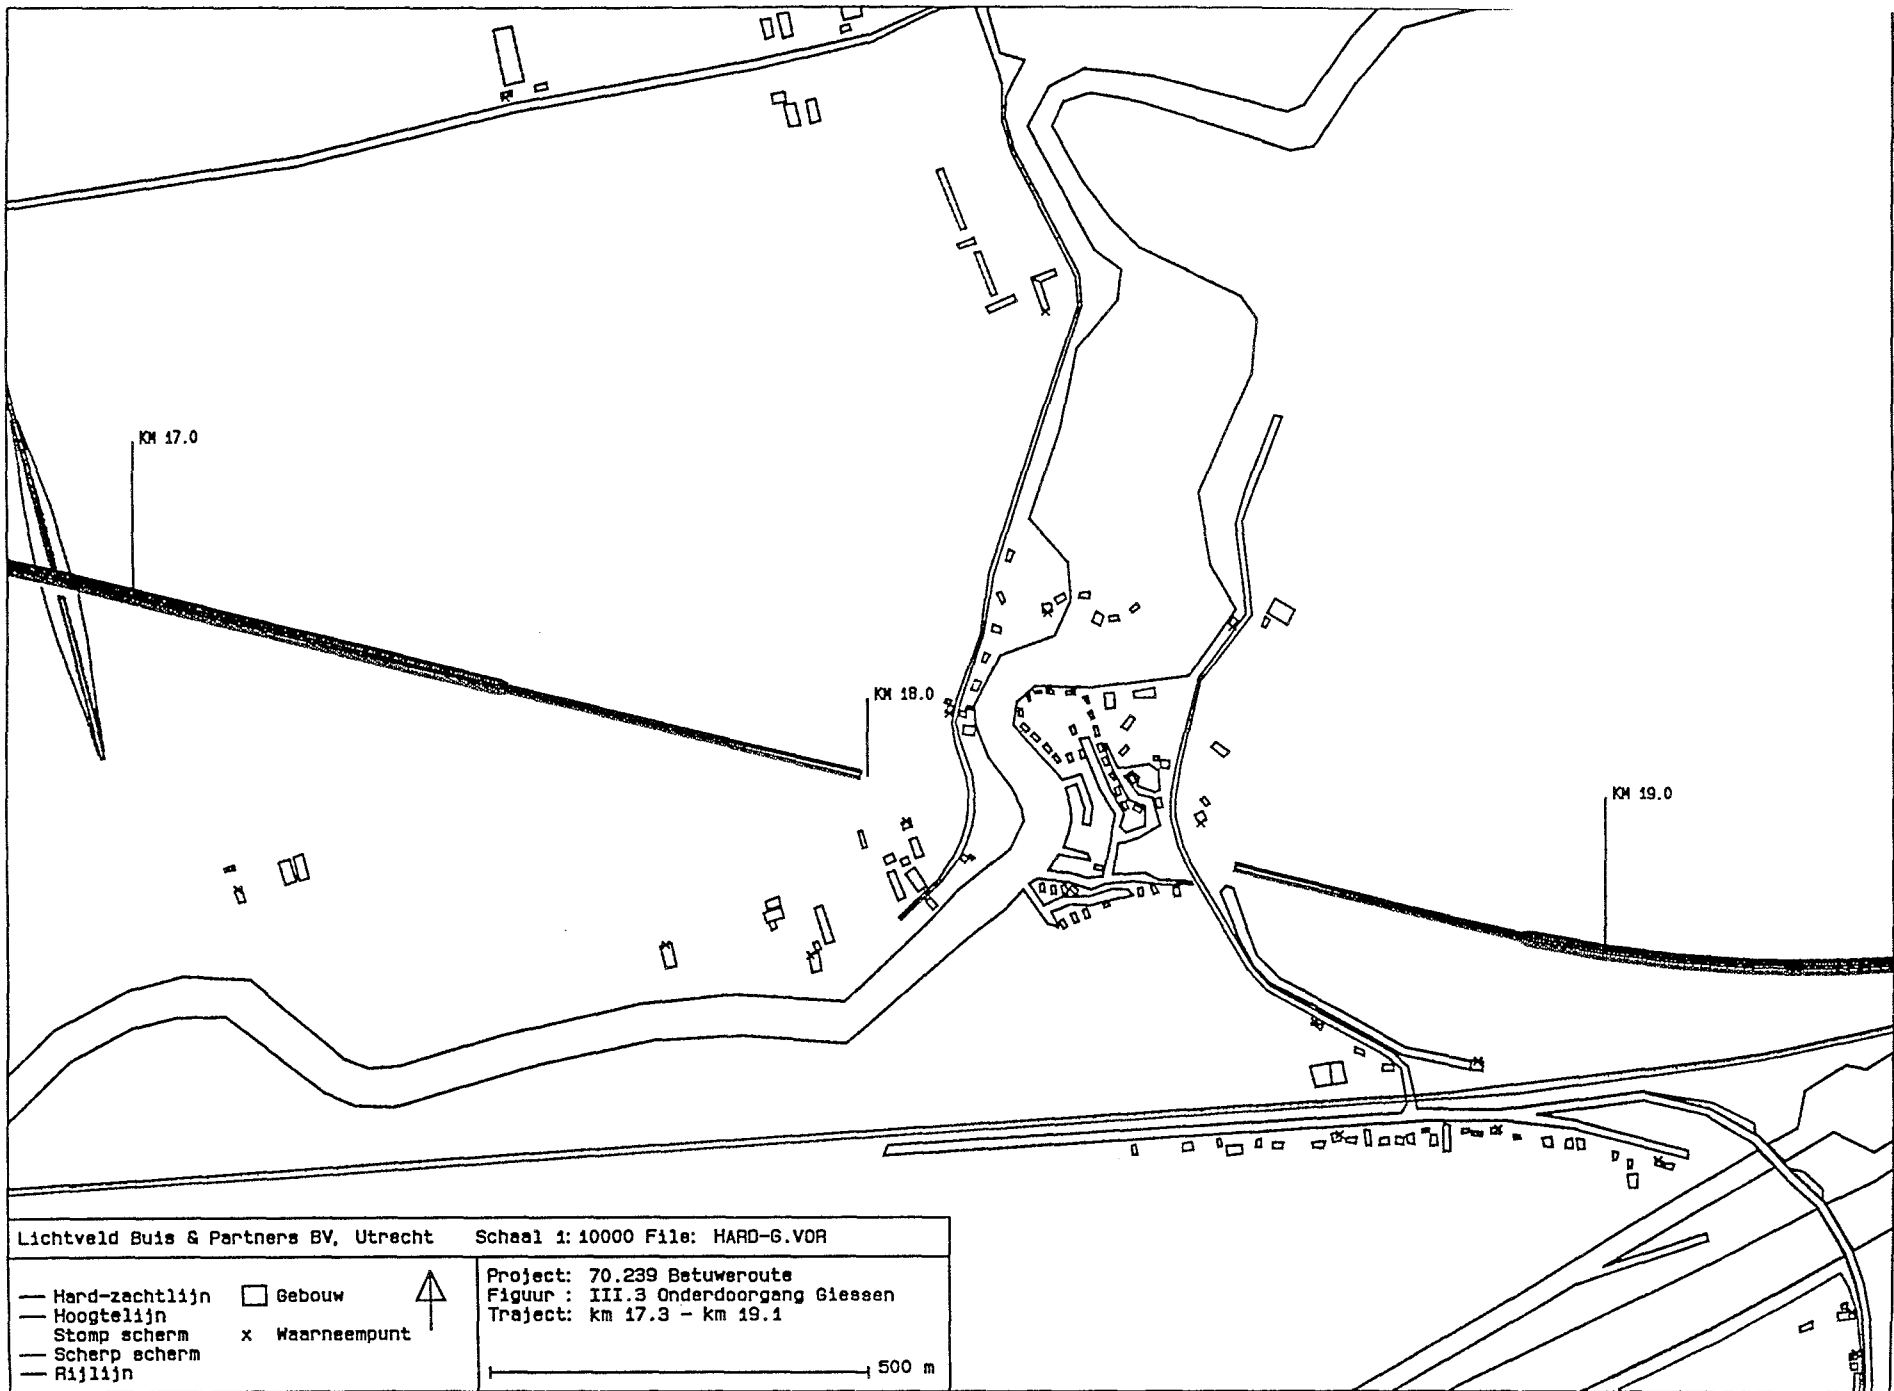 KM 17.0
KM 18.0
KM 19.0
Lichtveld Buis & Partners BV, Utrecht Schaal 1:10000 File: HARD-G.VOR
Hard-zachtlijn
Hoogtelijn
Stomp scherm
Scherp scherm
Rijlijn
Gebouw
x Waarneempunt
Project: 70.239 Betuweroute
Figuur : III.3 Onderdoorgang Giessen
Traject: km 17.3 - km 19.1
500 m